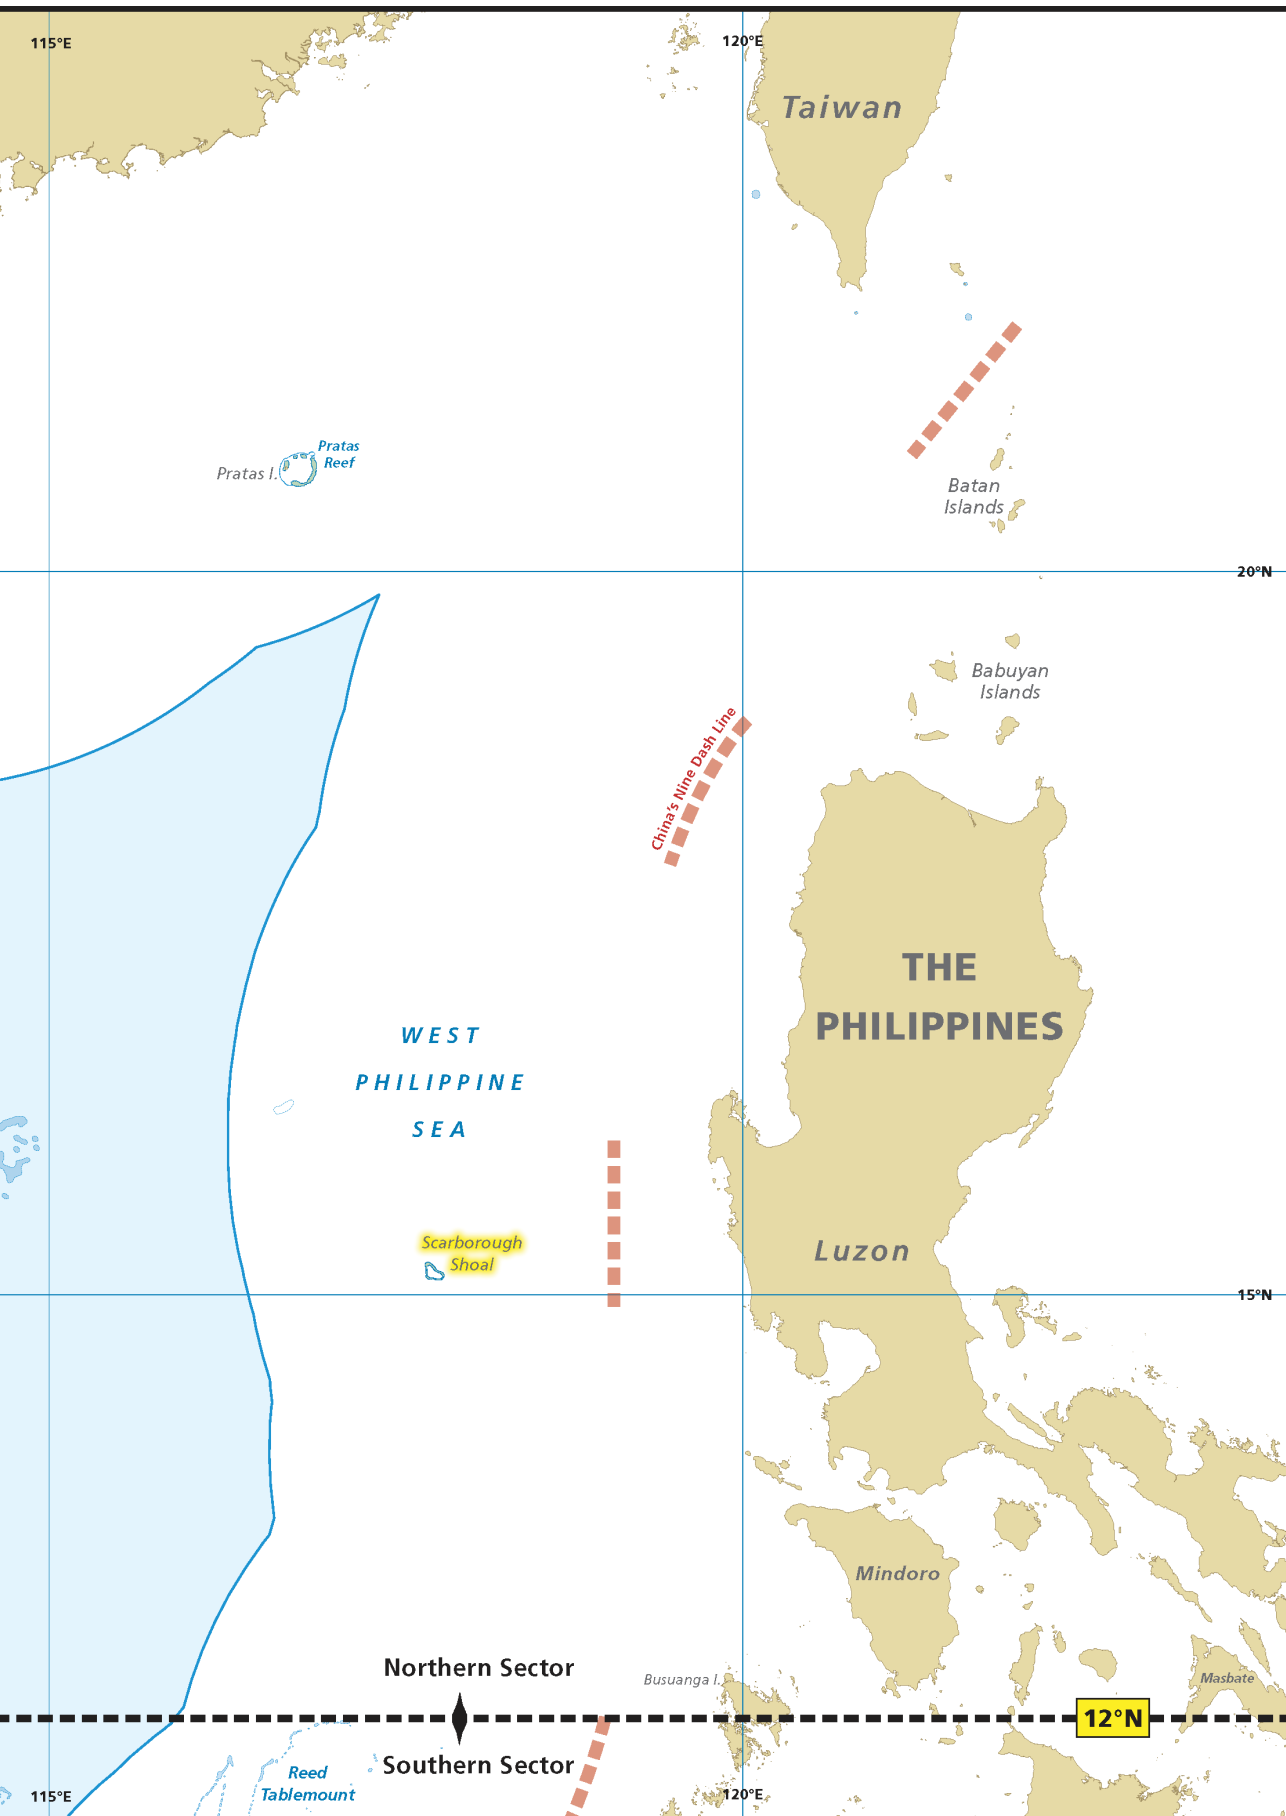 115°E
120°E
Taiwan
Pratas
Reef
Pratas I.
Batan
Islands
20°N
Babuyan
Islands
China's Nine Dash Line
THE
PHILIPPINES
WEST
PHILIPPINE
SEA
Scarborough
Shoal
Luzon
15°N
Mindoro
Northern Sector
Busuanga I.
Masbate
12°N
Southern Sector
Reed
Tablemount
115°E
120°E